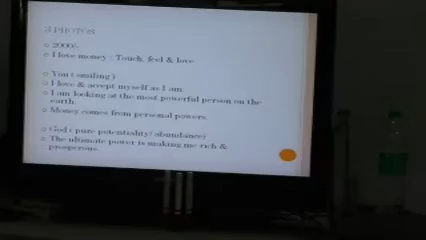 3 PHOTOS
2000/-
I love money : Touch, feel & love
You ( smiling )
I love & accept myself as I am.
I am looking at the most powerful person on the
earth.
Money comes from personal powers.
God ( pure potentiality/ abundance)
The ultimate power is making me rich &
prosperous.